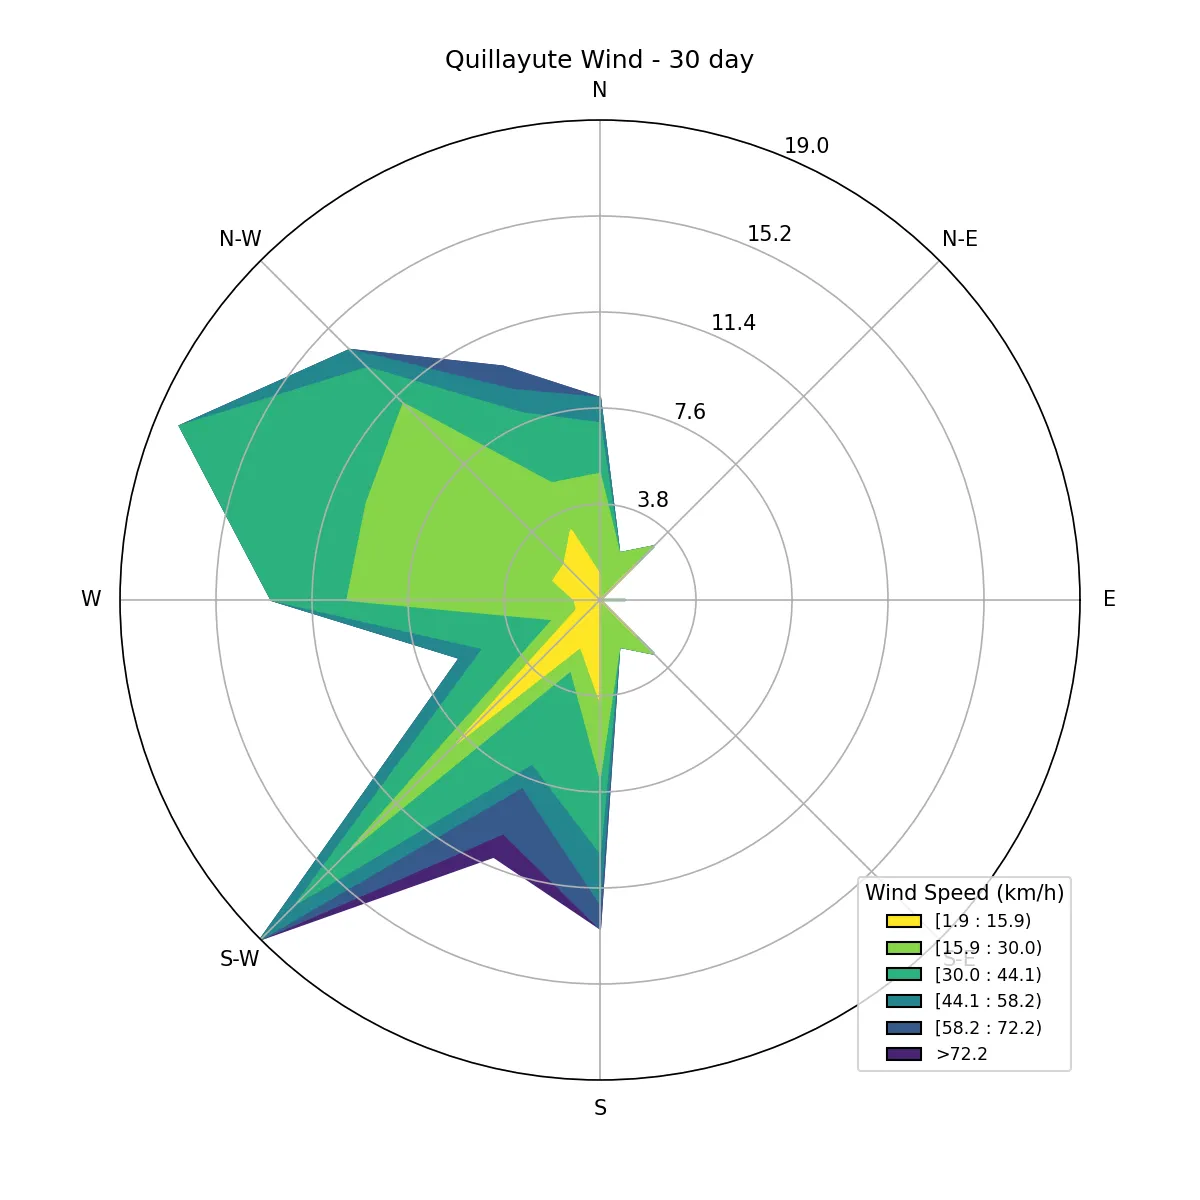 Quillayute Wind - 30 day
N
19.0
15.2
N-W
N-E
11.4
7.6
3.8
W
E
S-W
S-E
Wind Speed (km/h)
[1.9 : 15.9)
[15.9 : 30.0)
[30.0 : 44.1)
[44.1 : 58.2)
[58.2 : 72.2)
>72.2
S